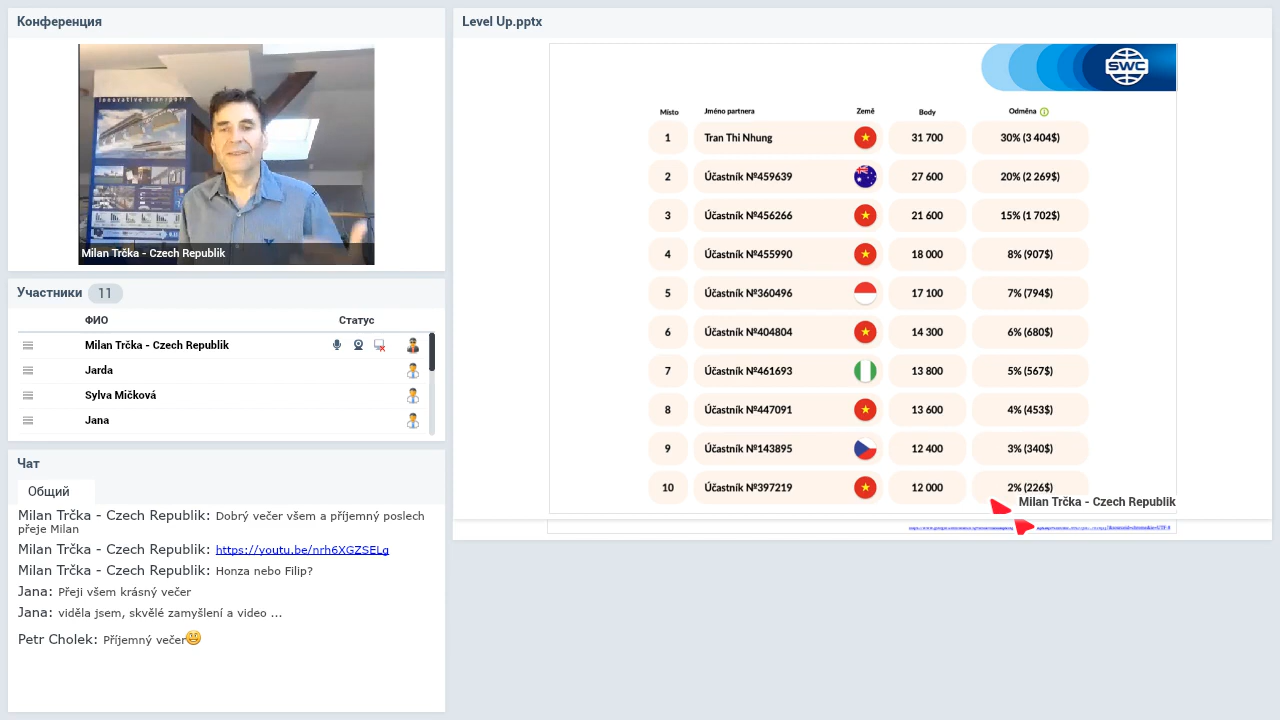 Конференция
innovative transport
Milan Trčka - Czech Republik
Участники 11
ФИО Статус
Milan Trčka - Czech Republik
Jarda
Sylva Mičková
Jana
Чат
Общий
Milan Trčka - Czech Republik: Dobrý večer všem a příjemný poslech
přeje Milan
Milan Trčka - Czech Republik: https://youtu.be/nrh6XGZSELg
Milan Trčka - Czech Republik: Honza nebo Filip?
Jana: Přeji všem krásný večer
Jana: viděla jsem, skvělé zamyšlení a video ...
Petr Cholek: Příjemný večer
Level Up.pptx
SWC
Místo Jméno partnera Země Body Odměna
1 Tran Thi Nhung 31 700 30% (3 404$)
2 Účastník №459639 27 600 20% (2 269$)
3 Účastník №456266 21 600 15% (1 702$)
4 Účastník №455990 18 000 8% (907$)
5 Účastník №360496 17 100 7% (794$)
6 Účastník №404804 14 300 6% (680$)
7 Účastník №461693 13 800 5% (567$)
8 Účastník №447091 13 600 4% (453$)
9 Účastník №143895 12 400 3% (340$)
10 Účastník №397219 12 000 2% (226$)
Milan Trčka - Czech Republik